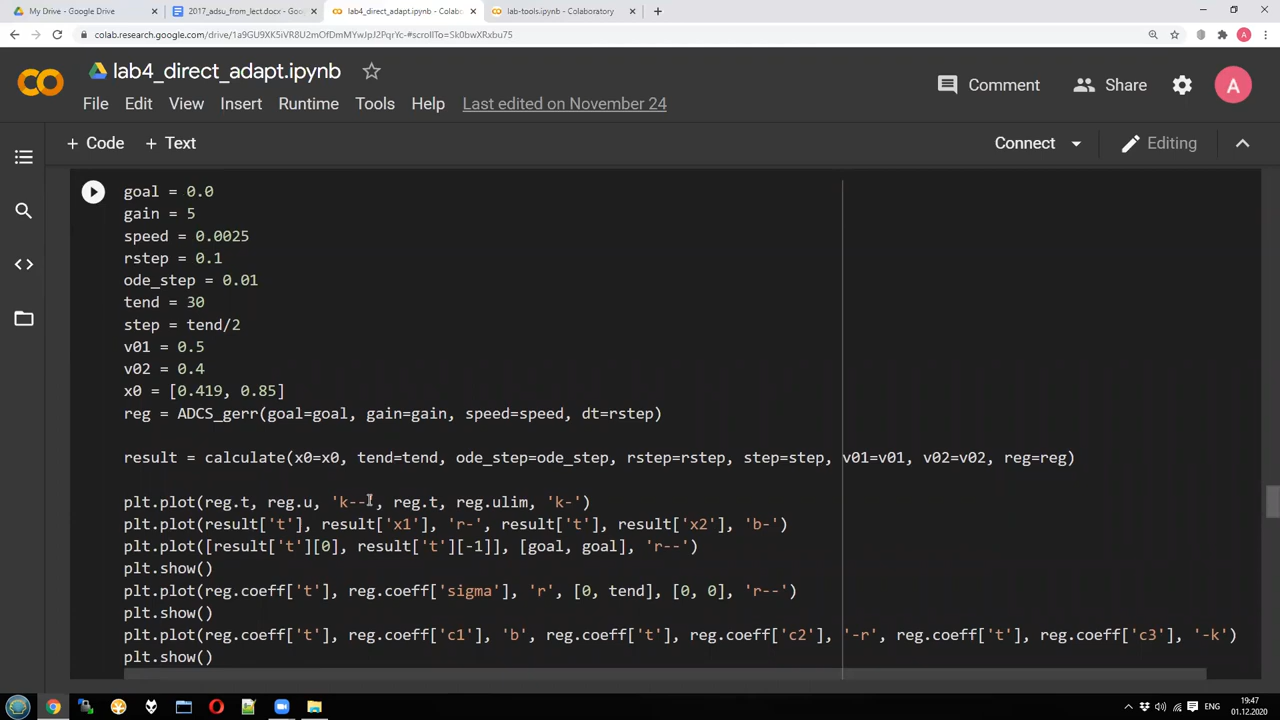 My Drive - Google Drive
2017_adsu_from_lect.docx - Goo
lab4_direct_adapt.ipynb - Colab
lab-tools.ipynb - Colaboratory
colab.research.google.com/drive/1a9GU9XK5iVR8U2mOfDmMYwJpJ2PqrYc-#scrollTo=Sk0bwXRxbu75
A
lab4_direct_adapt.ipynb
File Edit View Insert Runtime Tools Help Last edited on November 24
Comment Share A
+ Code + Text Connect Editing
goal = 0.0
gain = 5
speed = 0.0025
rstep = 0.1
ode_step = 0.01
tend = 30
step = tend/2
v01 = 0.5
v02 = 0.4
x0 = [0.419, 0.85]
reg = ADCS_gerr(goal=goal, gain=gain, speed=speed, dt=rstep)
result = calculate(x0=x0, tend=tend, ode_step=ode_step, rstep=rstep, step=step, v01=v01, v02=v02, reg=reg)
plt.plot(reg.t, reg.u, 'k--', reg.t, reg.ulim, 'k-')
plt.plot(result['t'], result['x1'], 'r-', result['t'], result['x2'], 'b-')
plt.plot([result['t'][0], result['t'][-1]], [goal, goal], 'r--')
plt.show()
plt.plot(reg.coeff['t'], reg.coeff['sigma'], 'r', [0, tend], [0, 0], 'r--')
plt.show()
plt.plot(reg.coeff['t'], reg.coeff['c1'], 'b', reg.coeff['t'], reg.coeff['c2'], '-r', reg.coeff['t'], reg.coeff['c3'], '-k')
plt.show()
ENG
19:47
01.12.2020